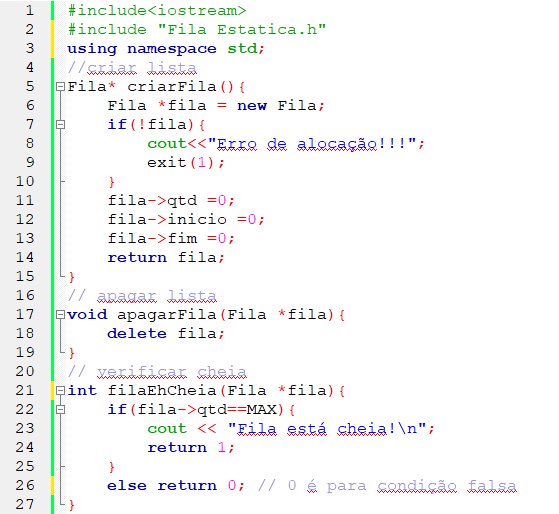 1 #include<iostream>
2 #include "Fila Estatica.h"
3 using namespace std;
4 //criar lista
5 Fila* criarFila(){
6     Fila *fila = new Fila;
7     if(!fila){
8         cout<<"Erro de alocação!!!";
9         exit(1);
10     }
11     fila->qtd =0;
12     fila->inicio =0;
13     fila->fim =0;
14     return fila;
15 }
16 // apagar lista
17 void apagarFila(Fila *fila){
18     delete fila;
19 }
20 // verificar cheia
21 int filaEhCheia(Fila *fila){
22     if(fila->qtd==MAX){
23         cout << "Fila está cheia!\n";
24         return 1;
25     }
26     else return 0; // 0 é para condição falsa
27 }